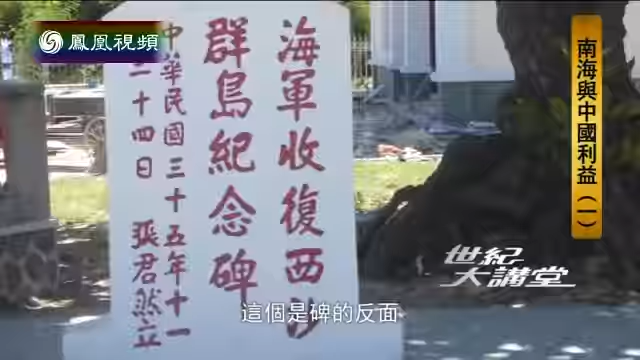 鳳凰視頻
南海與中國利益（一）
海軍收復西沙
群島紀念碑
中華民國三十五年十一
二十四日 張君然立
世紀
大講堂
這個是碑的反面